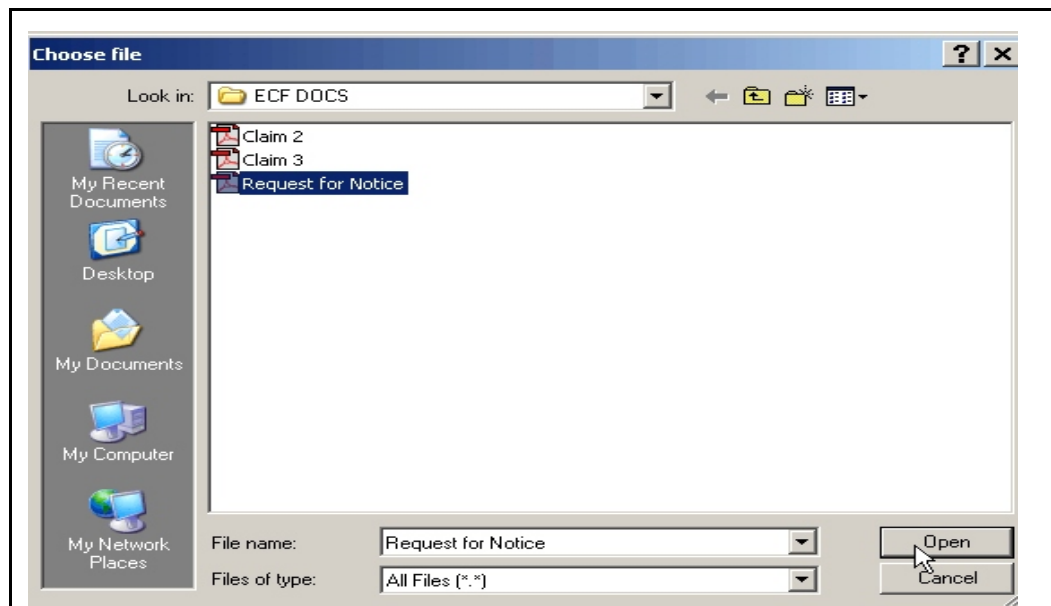 Choose file
Look in:
ECF DOCS
Claim 2
Claim 3
Request for Notice
My Recent
Documents
Desktop
My Documents
My Computer
My Network
Places
File name:
Request for Notice
Open
Files of type:
All Files (*.*)
Cancel